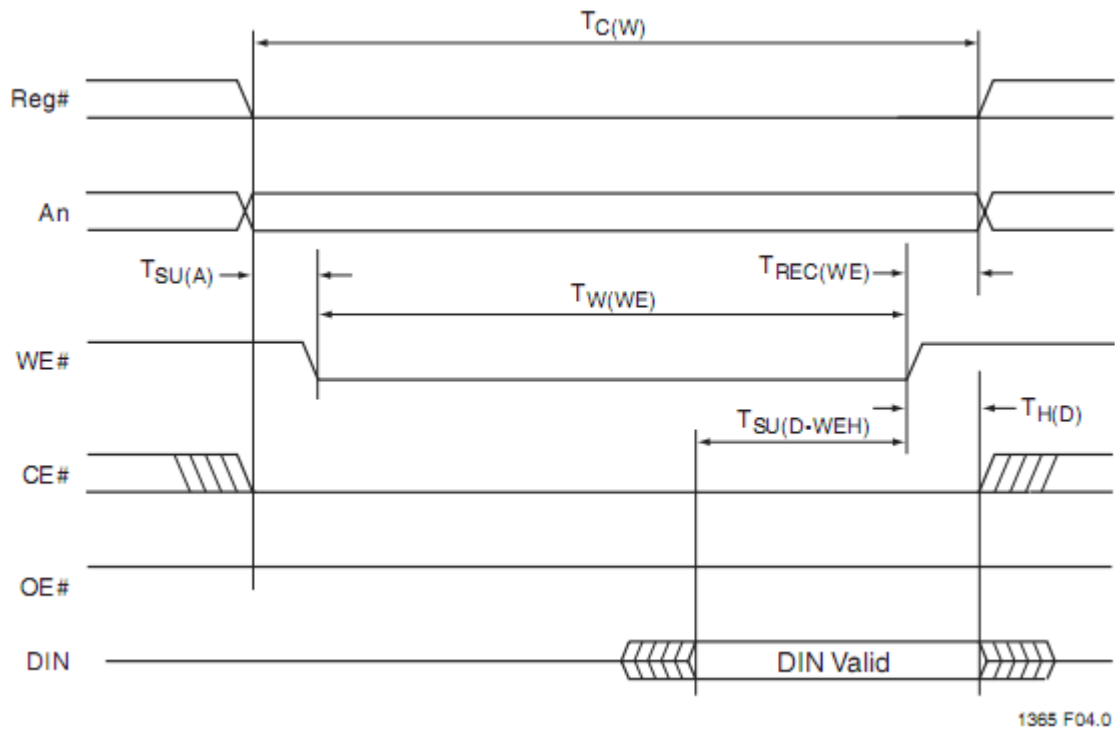 TC(W)
Reg#
An
TSU(A)
TREC(WE)
TW(WE)
WE#
TSU(D-WEH)
TH(D)
CE#
OE#
DIN
DIN Valid
1365 F04.0